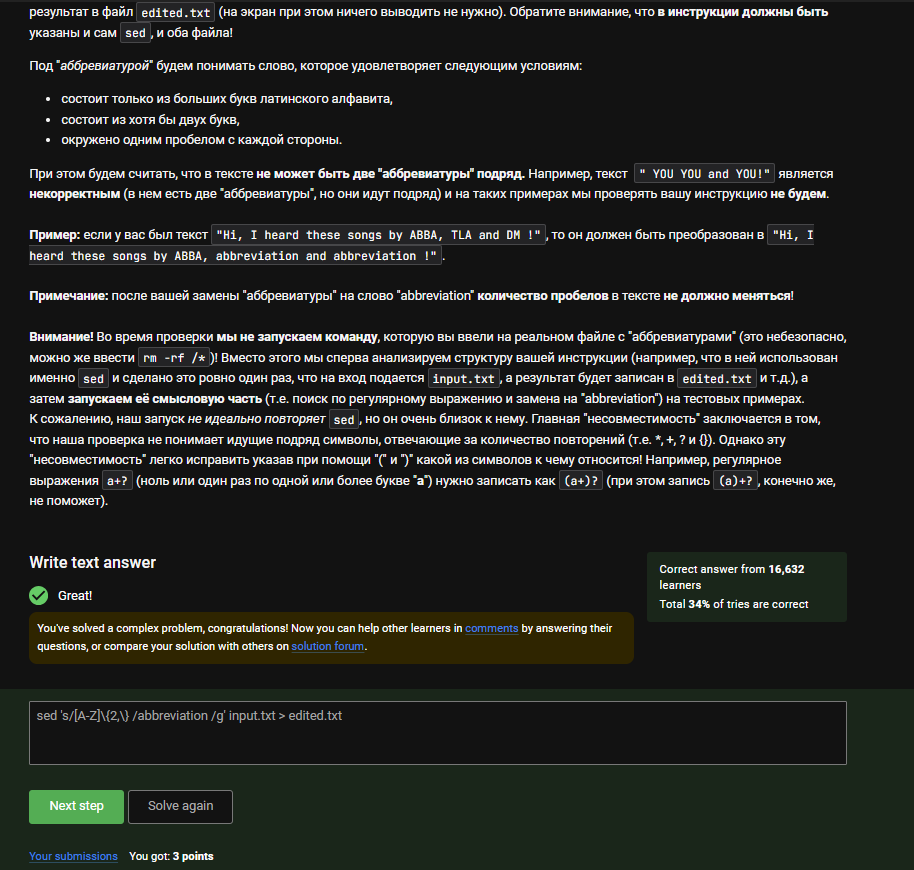 результат в файл edited.txt (на экран при этом ничего выводить не нужно). Обратите внимание, что в инструкции должны быть
указаны и сам sed, и оба файла!
Под "аббревиатурой" будем понимать слово, которое удовлетворяет следующим условиям:
• состоит только из больших букв латинского алфавита,
• состоит из хотя бы двух букв,
• окружено одним пробелом с каждой стороны.
При этом будем считать, что в тексте не может быть две "аббревиатуры" подряд. Например, текст " YOU YOU and YOU!" является
некорректным (в нем есть две "аббревиатуры", но они идут подряд) и на таких примерах мы проверять вашу инструкцию не будем.
Пример: если у вас был текст "Hi, I heard these songs by ABBA, TLA and DM !", то он должен быть преобразован в "Hi, I
heard these songs by ABBA, abbreviation and abbreviation !".
Примечание: после вашей замены "аббревиатуры" на слово "abbreviation" количество пробелов в тексте не должно меняться!
Внимание! Во время проверки мы не запускаем команду, которую вы ввели на реальном файле с "аббревиатурами" (это небезопасно,
можно же ввести rm -rf /*)! Вместо этого мы сперва анализируем структуру вашей инструкции (например, что в ней использован
именно sed и сделано это ровно один раз, что на вход подается input.txt, а результат будет записан в edited.txt и т.д.), а
затем запускаем её смысловую часть (т.е. поиск по регулярному выражению и замена на "abbreviation") на тестовых примерах.
К сожалению, наш запуск не идеально повторяет sed, но он очень близок к нему. Главная "несовместимость" заключается в том,
что наша проверка не понимает идущие подряд символы, отвечающие за количество повторений (т.е. *, +, ? и {}). Однако эту
"несовместимость" легко исправить указав при помощи "(" и ")" какой из символов к чему относится! Например, регулярное
выражения a+? (ноль или один раз по одной или более букве "a") нужно записать как (a+)? (при этом запись (a)+?, конечно же,
не поможет).
Write text answer
Great!
You've solved a complex problem, congratulations! Now you can help other learners in comments by answering their
questions, or compare your solution with others on solution forum.
Correct answer from 16,632
learners
Total 34% of tries are correct
sed 's/[A-Z]\{2,\} /abbreviation /g' input.txt > edited.txt
Next step
Solve again
Your submissions You got: 3 points